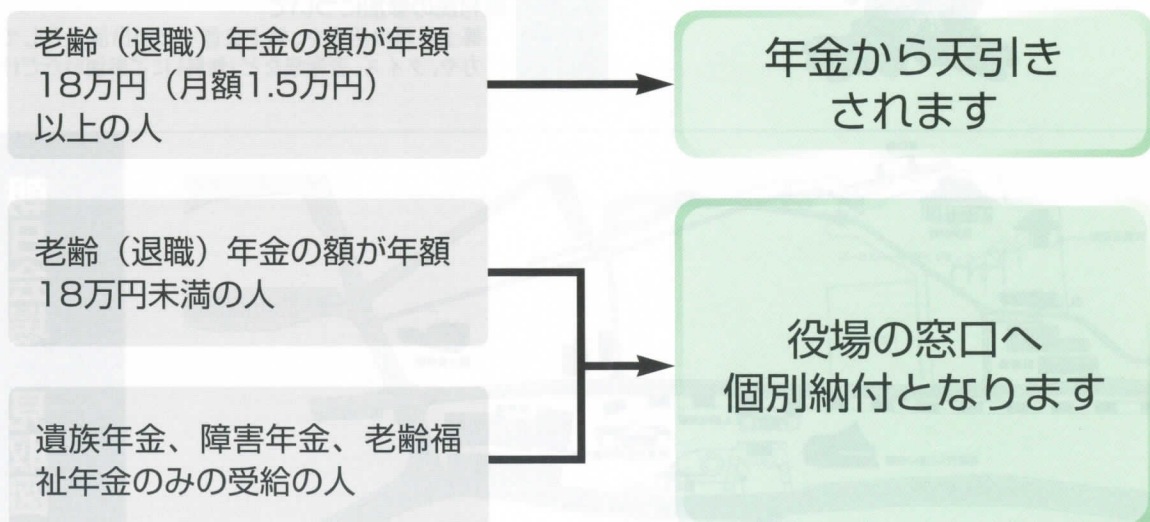 老齢（退職）年金の額が年額
18万円（月額1.5万円）
以上の人
年金から天引き
されます
老齢（退職）年金の額が年額
18万円未満の人
遺族年金、障害年金、老齢福
祉年金のみの受給の人
役場の窓口へ
個別納付となります